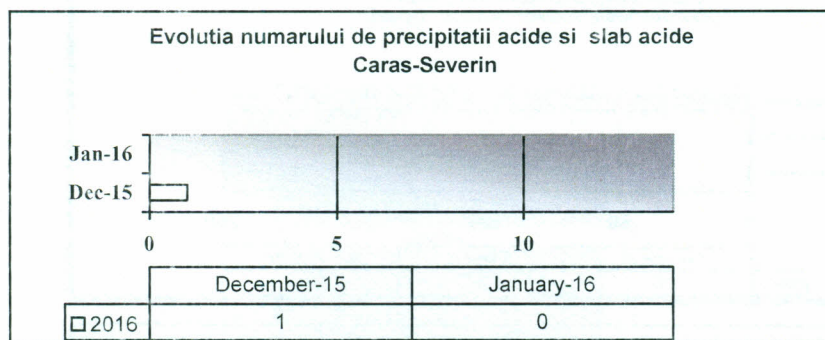 Evolutia numarului de precipitatii acide si slab acide
Caras-Severin
Jan-16
Dec-15
0 5 10
December-15 January-16
2016 1 0